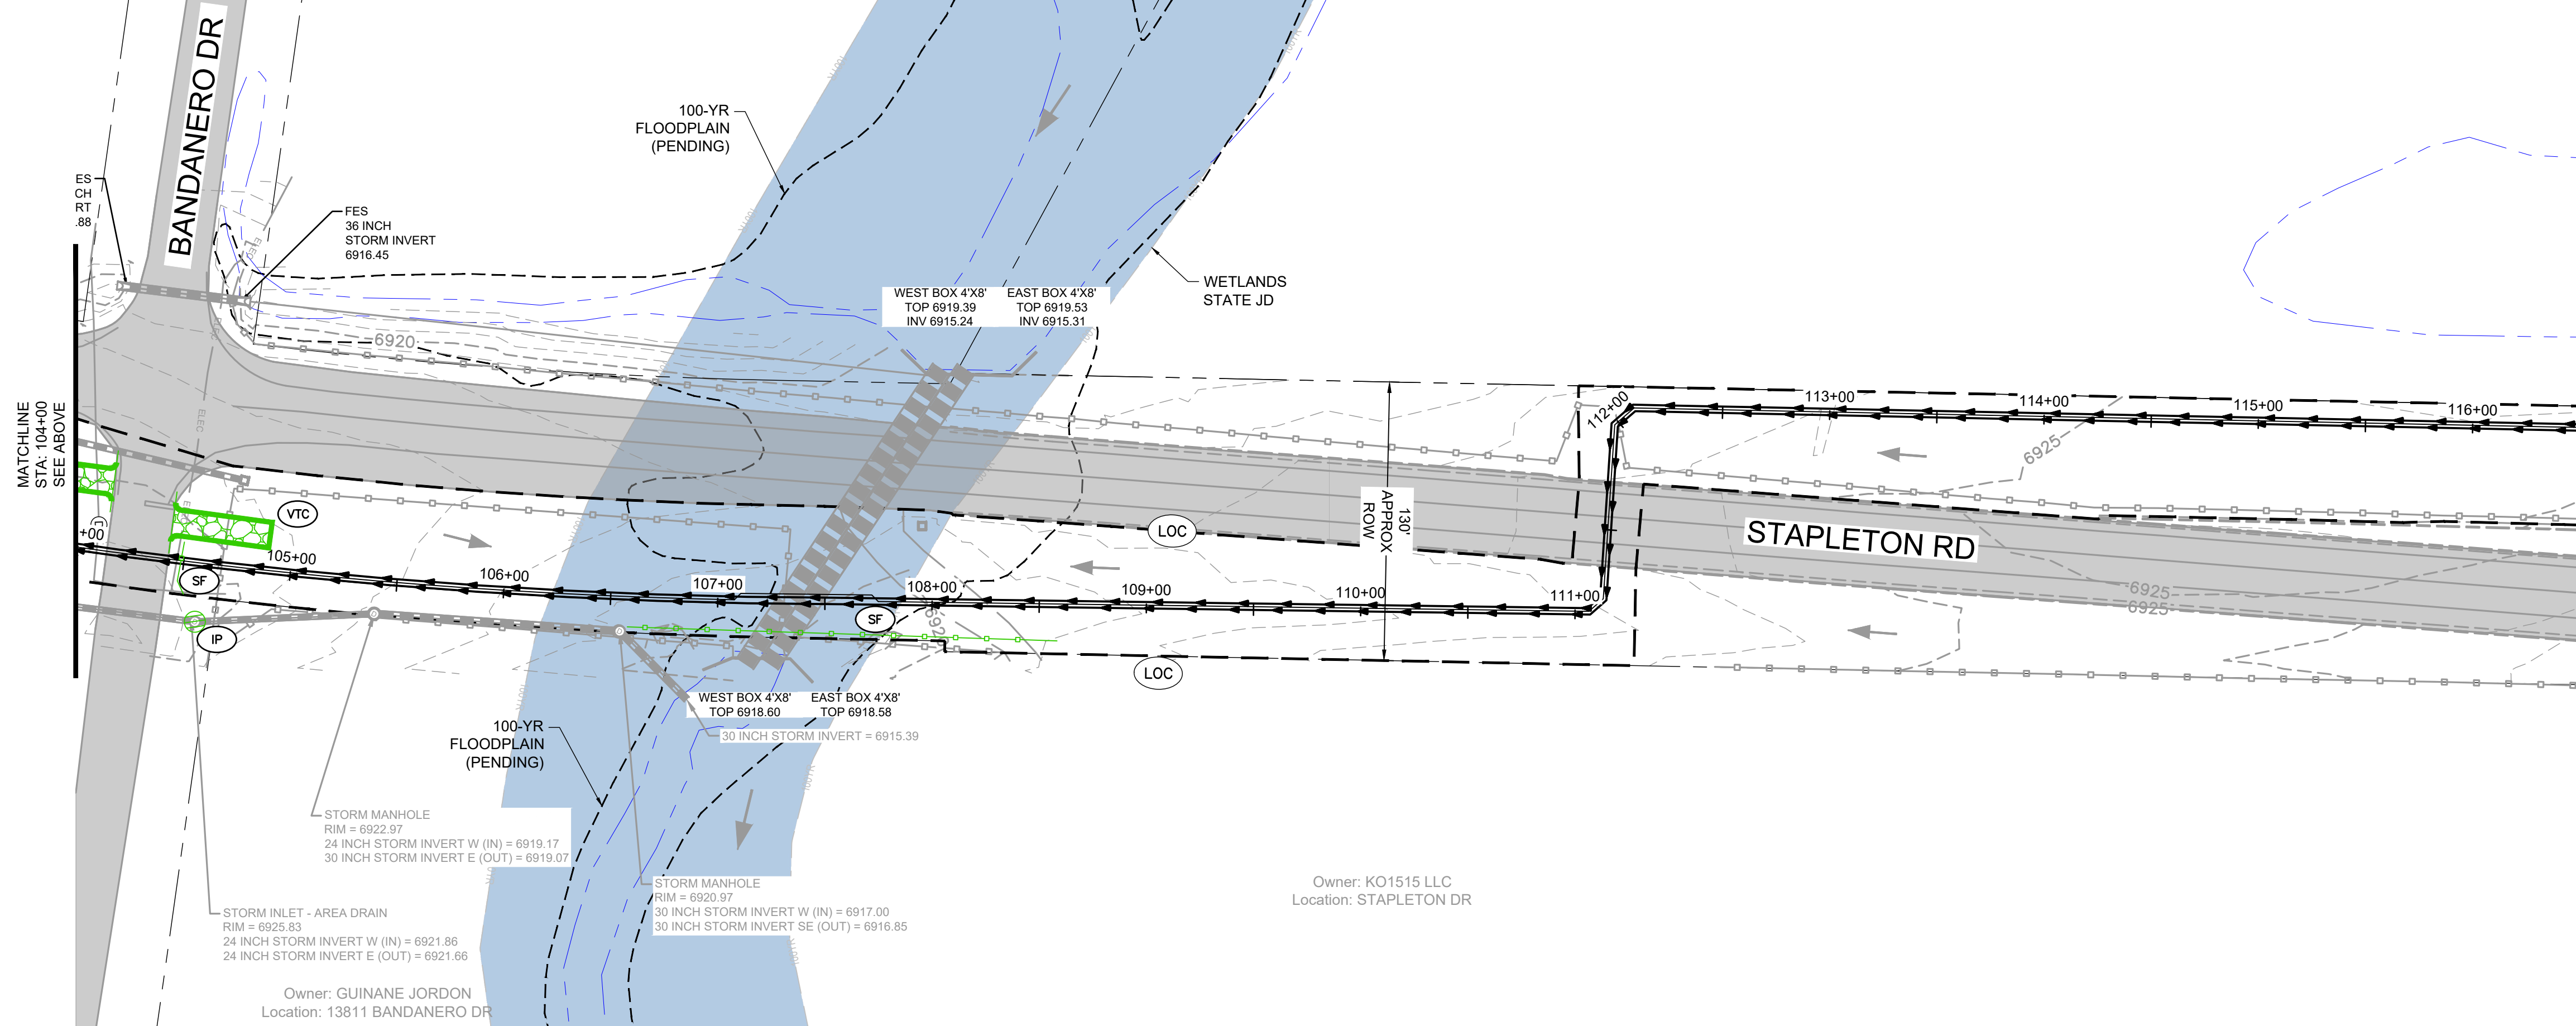 BANDANERO DR
100-YR
FLOODPLAIN
(PENDING)
ES
CH
RT
.88
FES
36 INCH
STORM INVERT
6916.45
WETLANDS
STATE JD
WEST BOX 4'X8'
TOP 6919.39
INV 6915.24
EAST BOX 4'X8'
TOP 6919.53
INV 6915.31
6920
ELEC
ELEC
MATCHLINE
STA: 104+00
SEE ABOVE
112+00
113+00
114+00
115+00
116+00
6925
130'
APPROX
ROW
STAPLETON RD
VTC
LOC
+00
105+00
106+00
107+00
108+00
109+00
110+00
111+00
SF
SF
IP
6925
6925
LOC
WEST BOX 4'X8'
TOP 6918.60
EAST BOX 4'X8'
TOP 6918.58
30 INCH STORM INVERT = 6915.39
100-YR
FLOODPLAIN
(PENDING)
STORM MANHOLE
RIM = 6922.97
24 INCH STORM INVERT W (IN) = 6919.17
30 INCH STORM INVERT E (OUT) = 6919.07
STORM MANHOLE
RIM = 6920.97
30 INCH STORM INVERT W (IN) = 6917.00
30 INCH STORM INVERT SE (OUT) = 6916.85
STORM INLET - AREA DRAIN
RIM = 6925.83
24 INCH STORM INVERT W (IN) = 6921.86
24 INCH STORM INVERT E (OUT) = 6921.66
Owner: KO1515 LLC
Location: STAPLETON DR
Owner: GUINANE JORDON
Location: 13811 BANDANERO DR